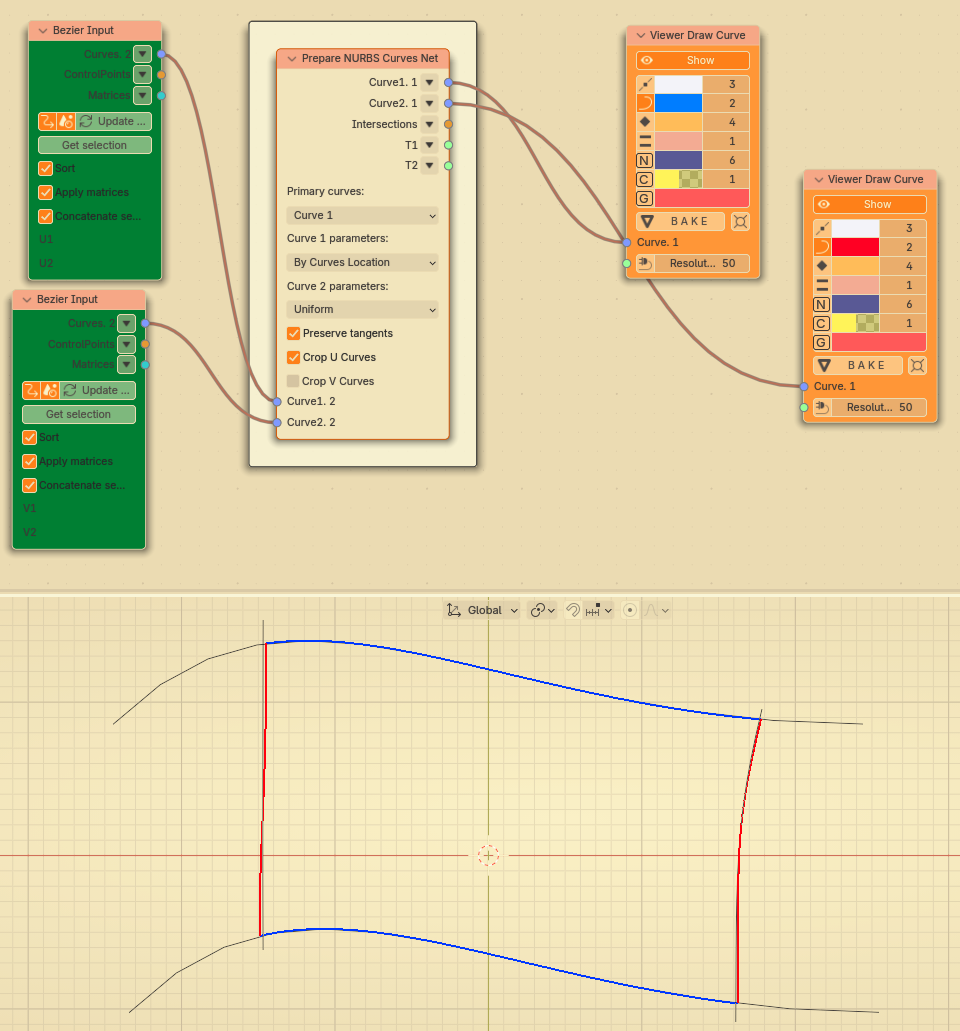 Bezier Input
Curves. 2
ControlPoints
Matrices
Update ...
Get selection
Sort
Apply matrices
Concatenate se...
U1
U2
Bezier Input
Curves. 2
ControlPoints
Matrices
Update ...
Get selection
Sort
Apply matrices
Concatenate se...
V1
V2
Prepare NURBS Curves Net
Curve1. 1
Curve2. 1
Intersections
T1
T2
Primary curves:
Curve 1
Curve 1 parameters:
By Curves Location
Curve 2 parameters:
Uniform
Preserve tangents
Crop U Curves
Crop V Curves
Curve1. 2
Curve2. 2
Viewer Draw Curve
Show
3
2
4
1
N 6
C 1
G
BAKE
Curve. 1
Resolut... 50
Viewer Draw Curve
Show
3
2
4
1
N 6
C 1
G
BAKE
Curve. 1
Resolut... 50
Global